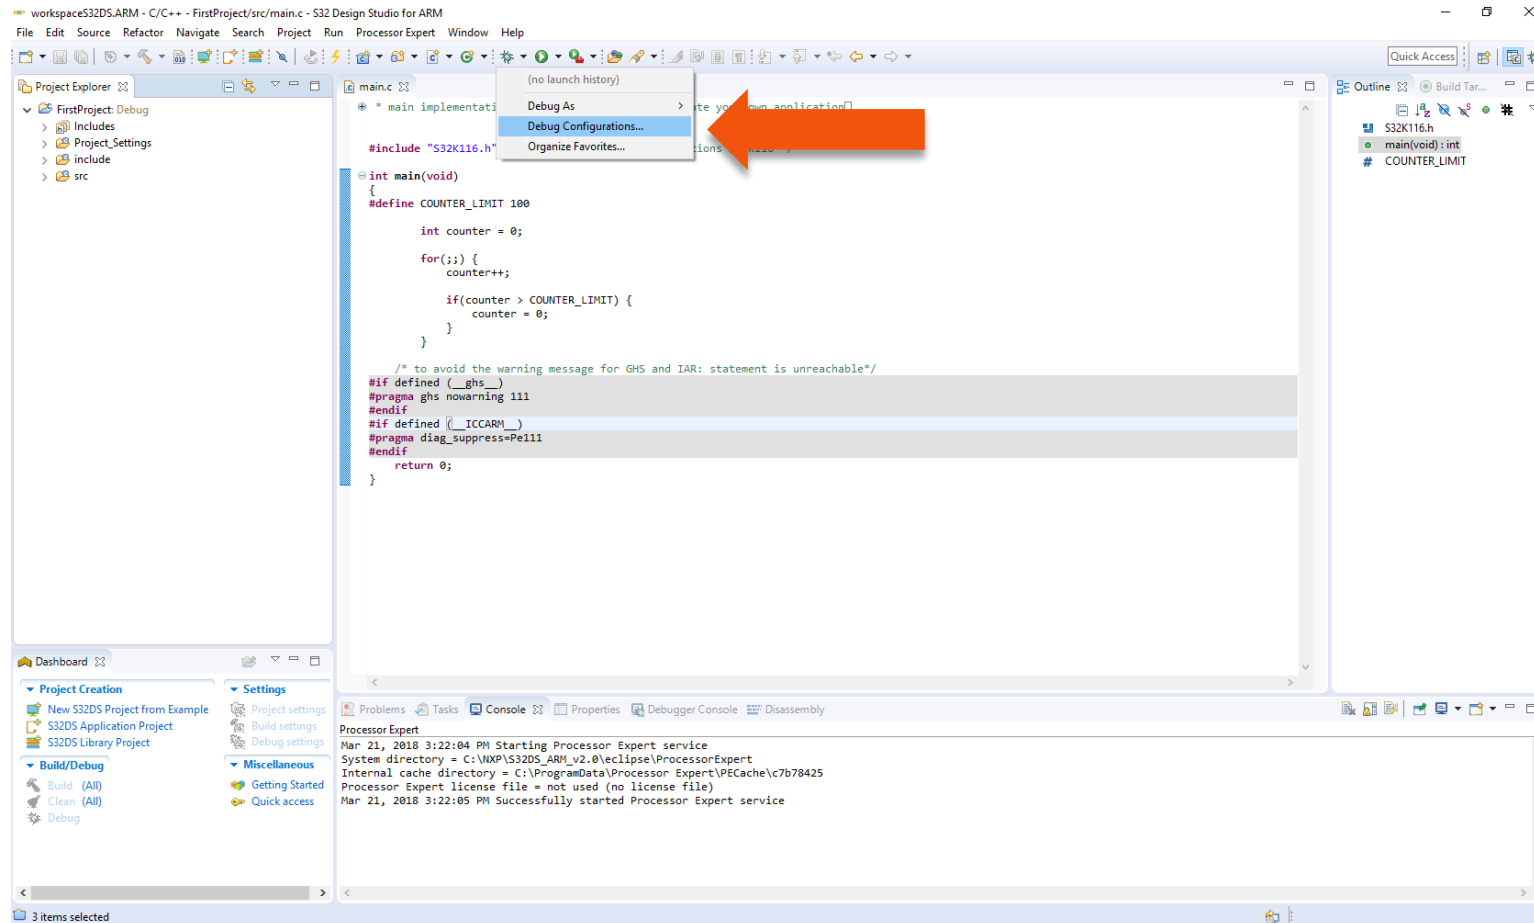 workspaceS32DS.ARM - C/C++ - FirstProject/src/main.c - S32 Design Studio for ARM
File Edit Source Refactor Navigate Search Project Run Processor Expert Window Help
Quick Access
(no launch history)
Debug As
Debug Configurations...
Organize Favorites...
Project Explorer
FirstProject: Debug
Includes
Project_Settings
include
src
main.c
* main implementati
te yo
own application
#include "S32K116.h"
int main(void)
{
#define COUNTER_LIMIT 100
int counter = 0;
for(;;) {
counter++;
if(counter > COUNTER_LIMIT) {
counter = 0;
}
}
/* to avoid the warning message for GHS and IAR: statement is unreachable*/
#if defined (__ghs__)
#pragma ghs nowarning 111
#endif
#if defined (__ICCARM__)
#pragma diag_suppress=Pe111
#endif
return 0;
}
Outline Build Tar...
S32K116.h
main(void) : int
COUNTER_LIMIT
Dashboard
Project Creation
New S32DS Project from Example
S32DS Application Project
S32DS Library Project
Build/Debug
Build (All)
Clean (All)
Debug
Settings
Project settings
Build settings
Debug settings
Miscellaneous
Getting Started
Quick access
Problems Tasks Console Properties Debugger Console Disassembly
Processor Expert
Mar 21, 2018 3:22:04 PM Starting Processor Expert service
System directory = C:\NXP\S32DS_ARM_v2.0\eclipse\ProcessorExpert
Internal cache directory = C:\ProgramData\Processor Expert\PECache\c7b78425
Processor Expert license file = not used (no license file)
Mar 21, 2018 3:22:05 PM Successfully started Processor Expert service
3 items selected